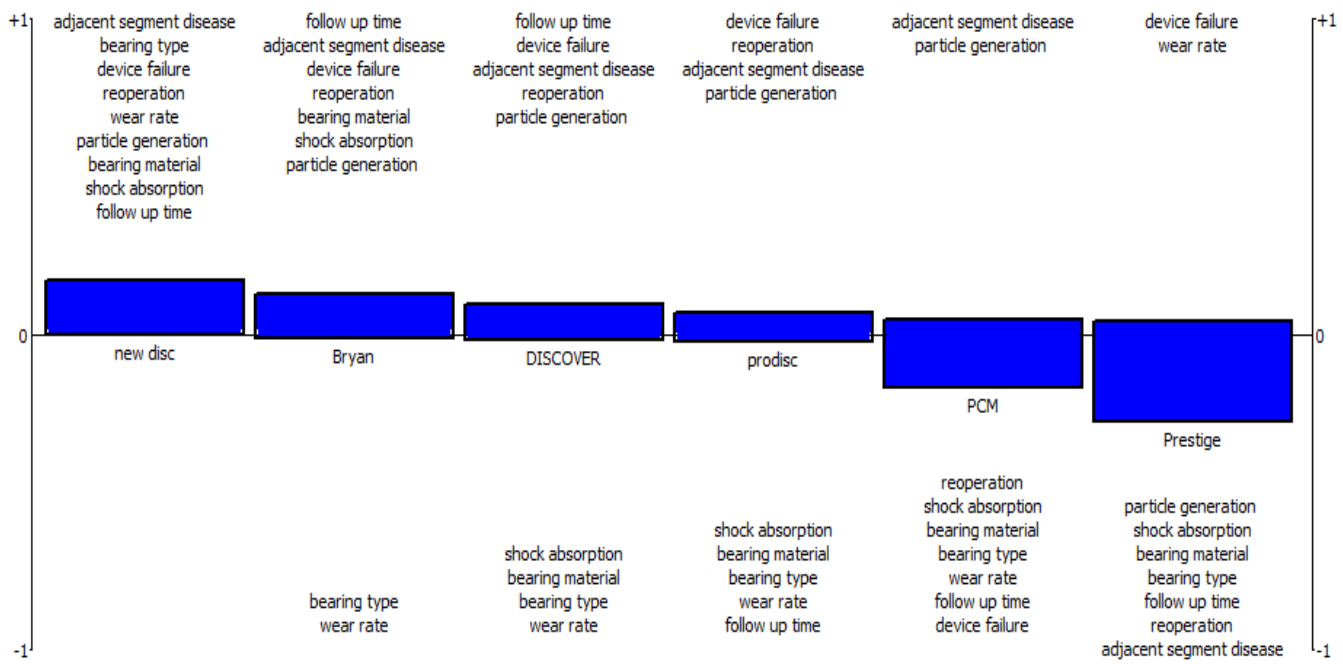 +1
adjacent segment disease
bearing type
device failure
reoperation
wear rate
particle generation
bearing material
shock absorption
follow up time
follow up time
adjacent segment disease
device failure
reoperation
bearing material
shock absorption
particle generation
follow up time
device failure
adjacent segment disease
reoperation
particle generation
device failure
reoperation
adjacent segment disease
particle generation
adjacent segment disease
particle generation
device failure
wear rate
+1
0
new disc
Bryan
DISCOVER
prodisc
PCM
Prestige
0
bearing type
wear rate
shock absorption
bearing material
bearing type
wear rate
shock absorption
bearing material
bearing type
wear rate
follow up time
reoperation
shock absorption
bearing material
bearing type
wear rate
follow up time
device failure
particle generation
shock absorption
bearing material
bearing type
follow up time
reoperation
adjacent segment disease
-1
-1